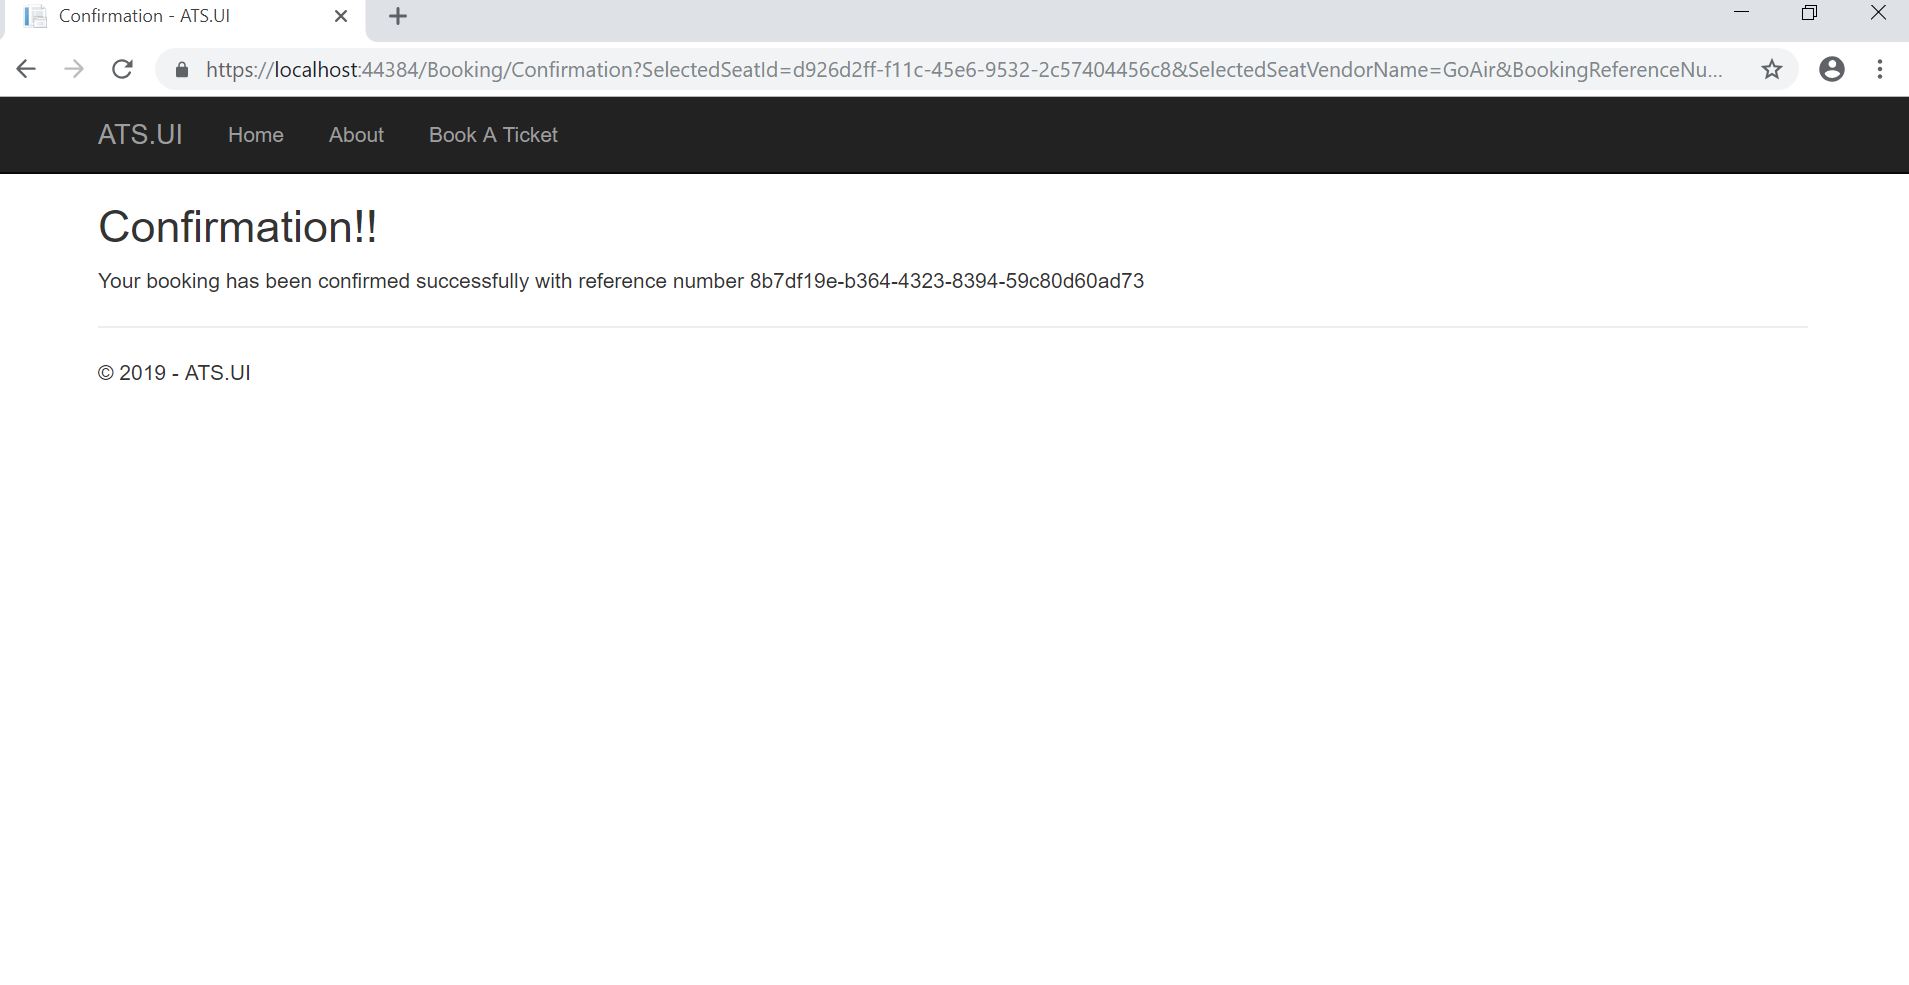 Confirmation - ATS.UI
https://localhost:44384/Booking/Confirmation?SelectedSeatId=d926d2ff-f11c-45e6-9532-2c57404456c8&SelectedSeatVendorName=GoAir&BookingReferenceNu...
ATS.UI Home About Book A Ticket
Confirmation!!
Your booking has been confirmed successfully with reference number 8b7df19e-b364-4323-8394-59c80d60ad73
© 2019 - ATS.UI